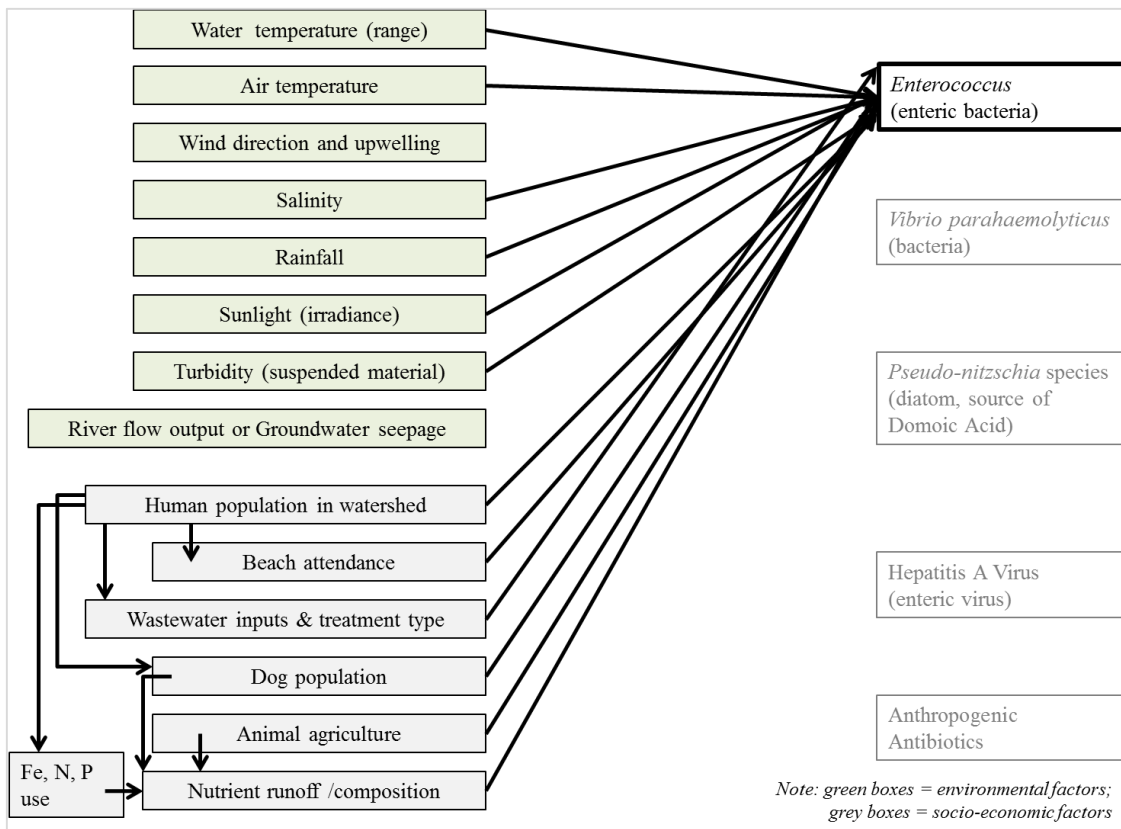 Water temperature (range)
Air temperature
Wind direction and upwelling
Salinity
Rainfall
Sunlight (irradiance)
Turbidity (suspended material)
River flow output or Groundwater seepage
Human population in watershed
Beach attendance
Wastewater inputs & treatment type
Dog population
Animal agriculture
Fe, N, P
use
Nutrient runoff /composition
Enterococcus
(enteric bacteria)
Vibrio parahaemolyticus
(bacteria)
Pseudo-nitzschia species
(diatom, source of
Domoic Acid)
Hepatitis A Virus
(enteric virus)
Anthropogenic
Antibiotics
Note: green boxes = environmental factors;
grey boxes = socio-economic factors